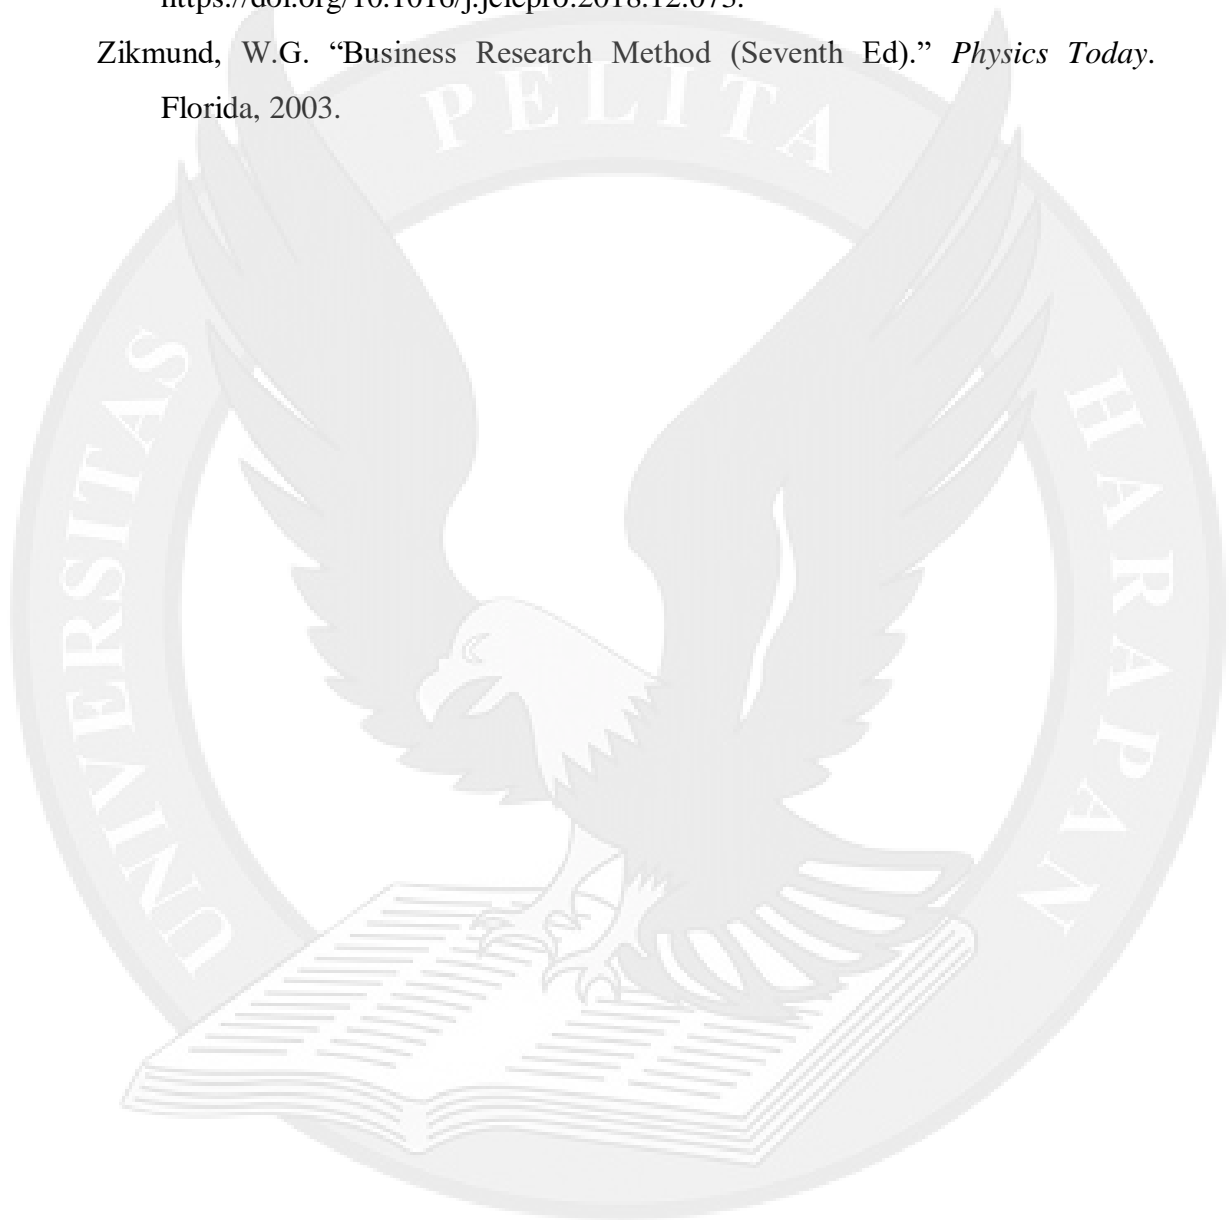 https://doi.org/10.1016/j.jclepro.2018.12.073.
Zikmund, W.G. “Business Research Method (Seventh Ed).” Physics Today.
Florida, 2003.
PELITA
UNIVERSITAS
HARAPAN